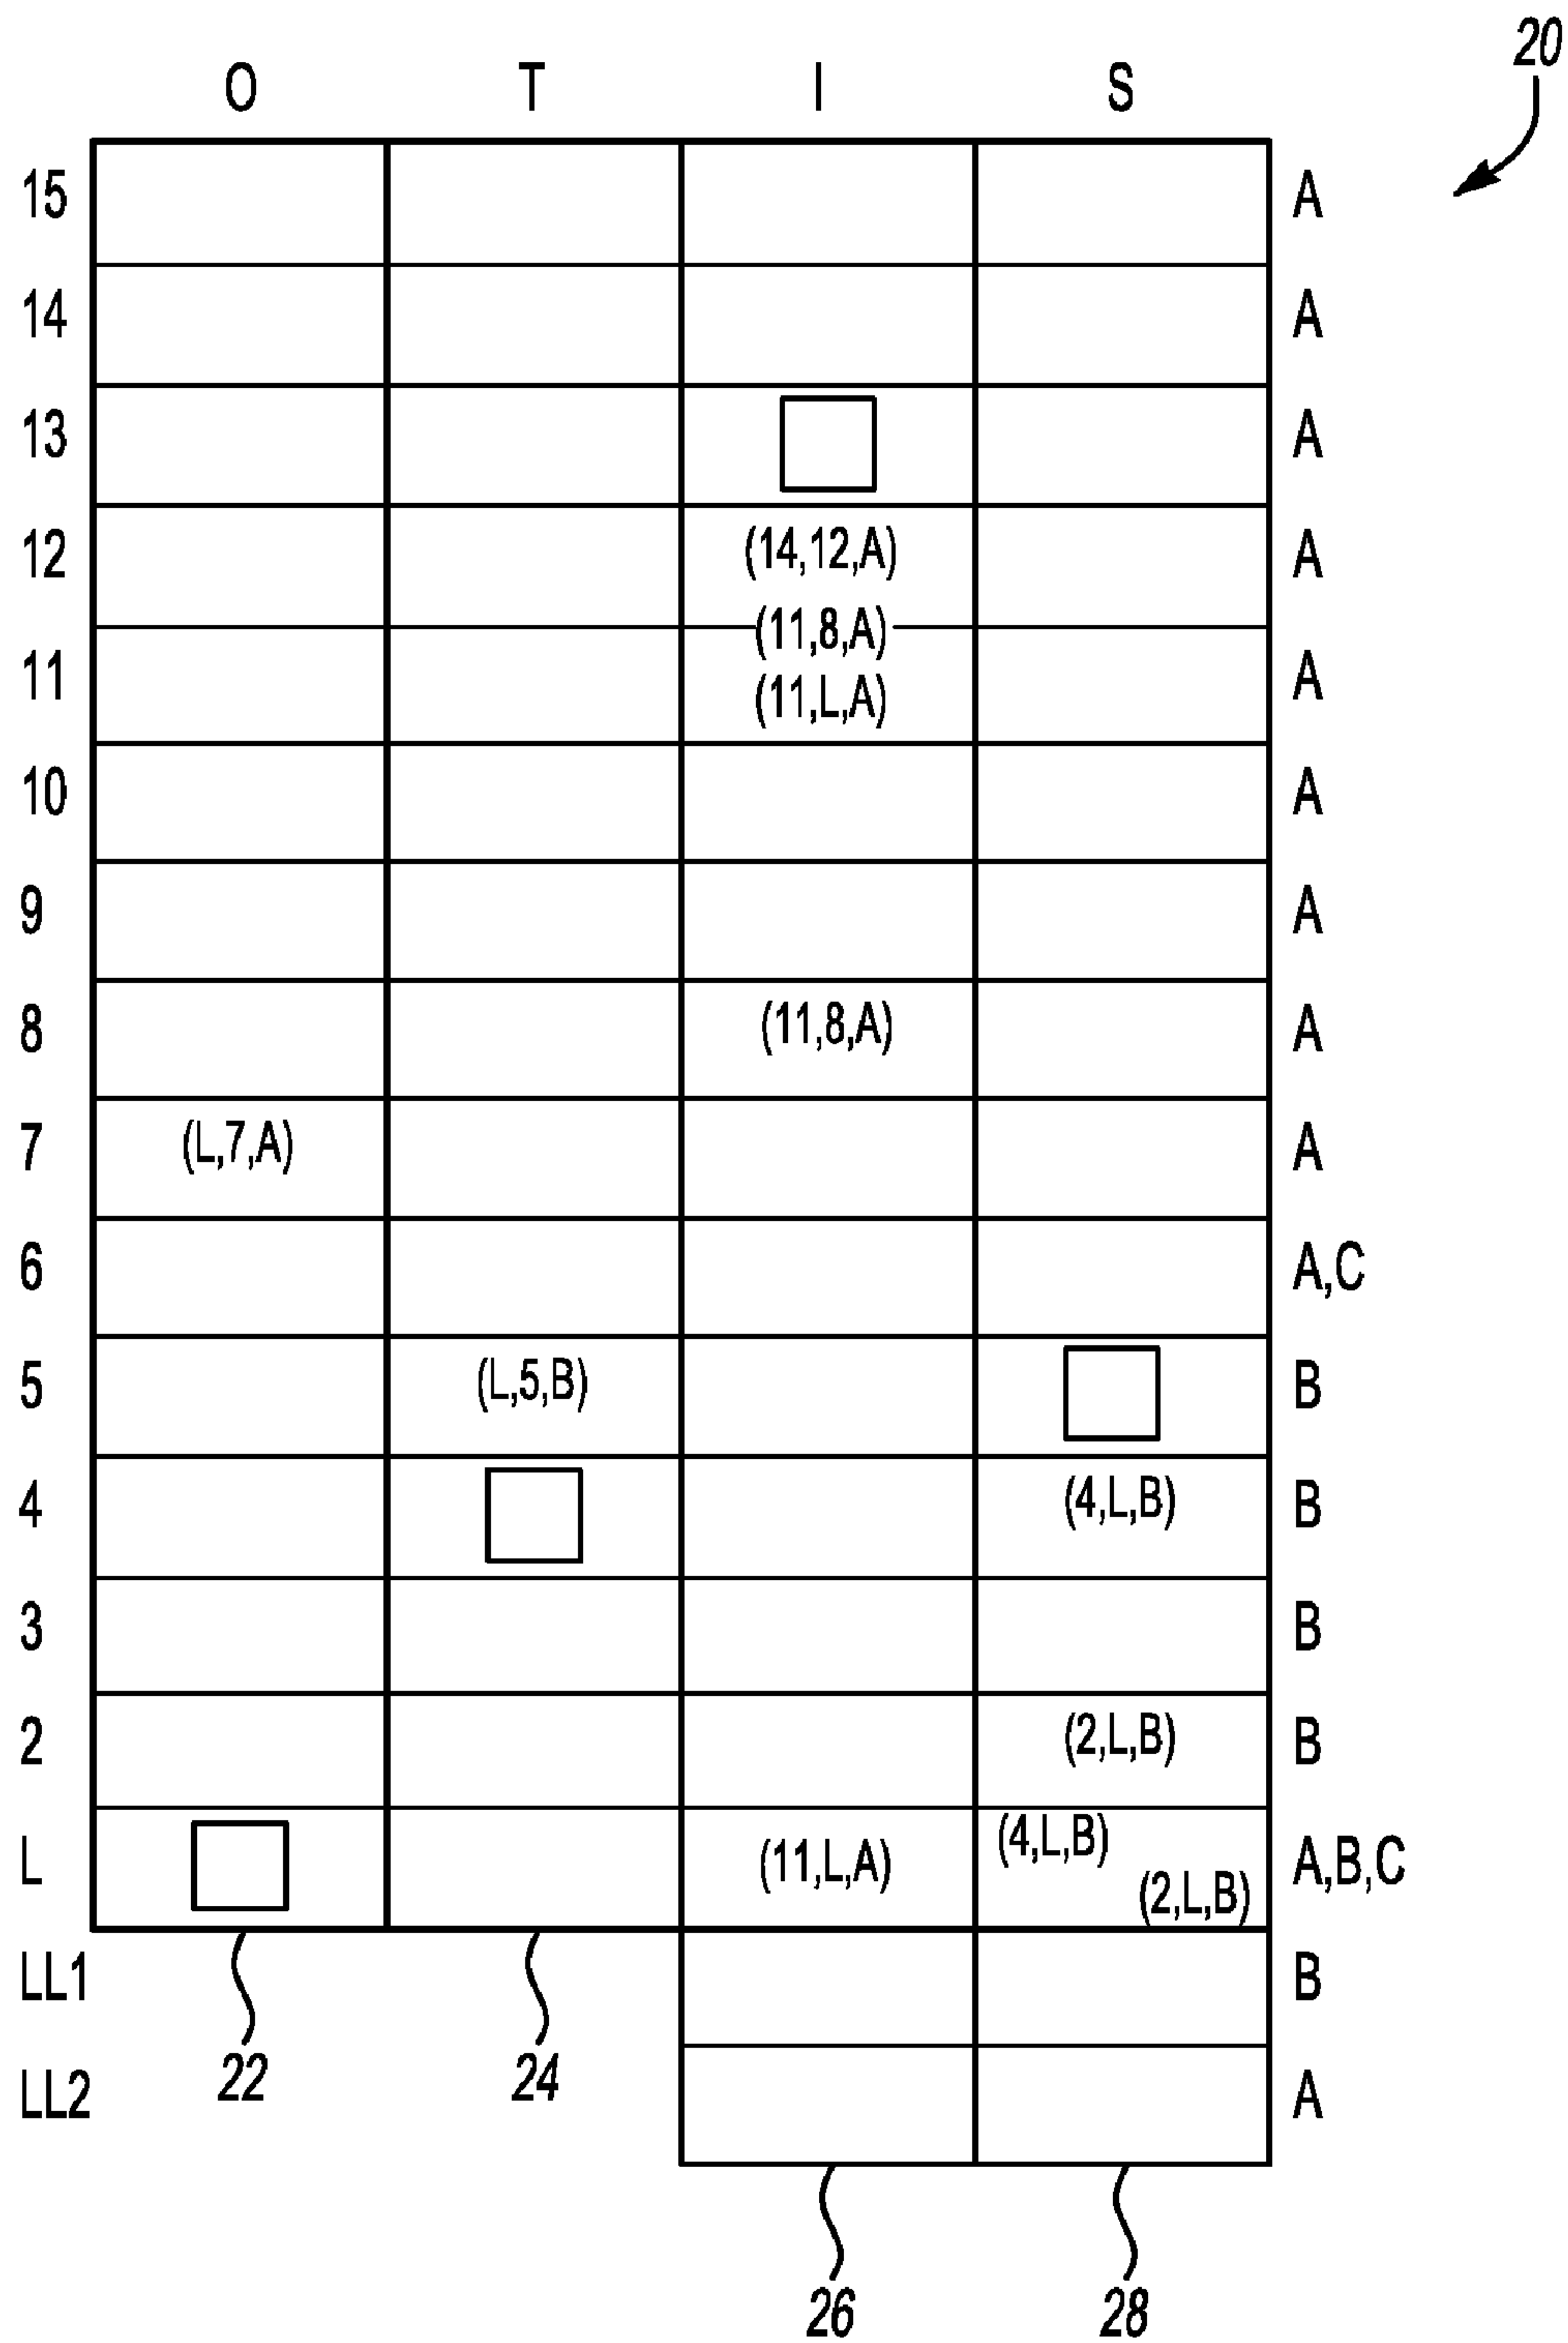 20
O T I S
15 A
14 A
13 A
12 (14,12,A) A
(11,8,A)
11 (11,L,A) A
10 A
9 A
8 (11,8,A) A
7 (L,7,A) A
6 A,C
5 (L,5,B) B
4 (4,L,B) B
3 B
2 (2,L,B) B
L (11,L,A) (4,L,B) A,B,C
(2,L,B)
LL1 B
LL2 22 24 A
26 28